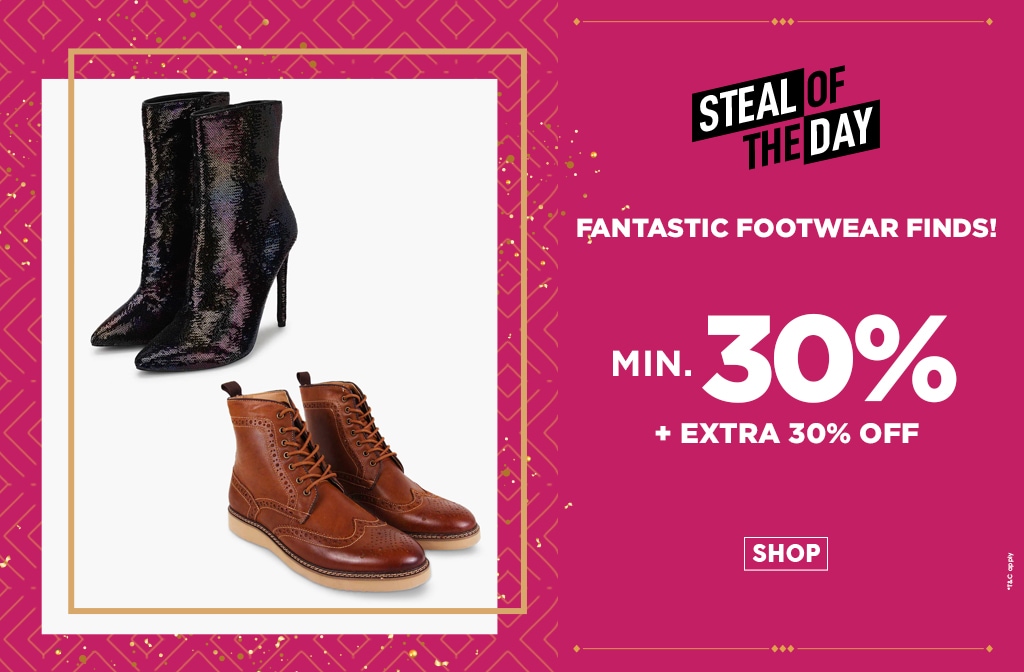 STEAL OF
THE DAY
FANTASTIC FOOTWEAR FINDS!
MIN. 30%
+ EXTRA 30% OFF
SHOP
*T&C apply